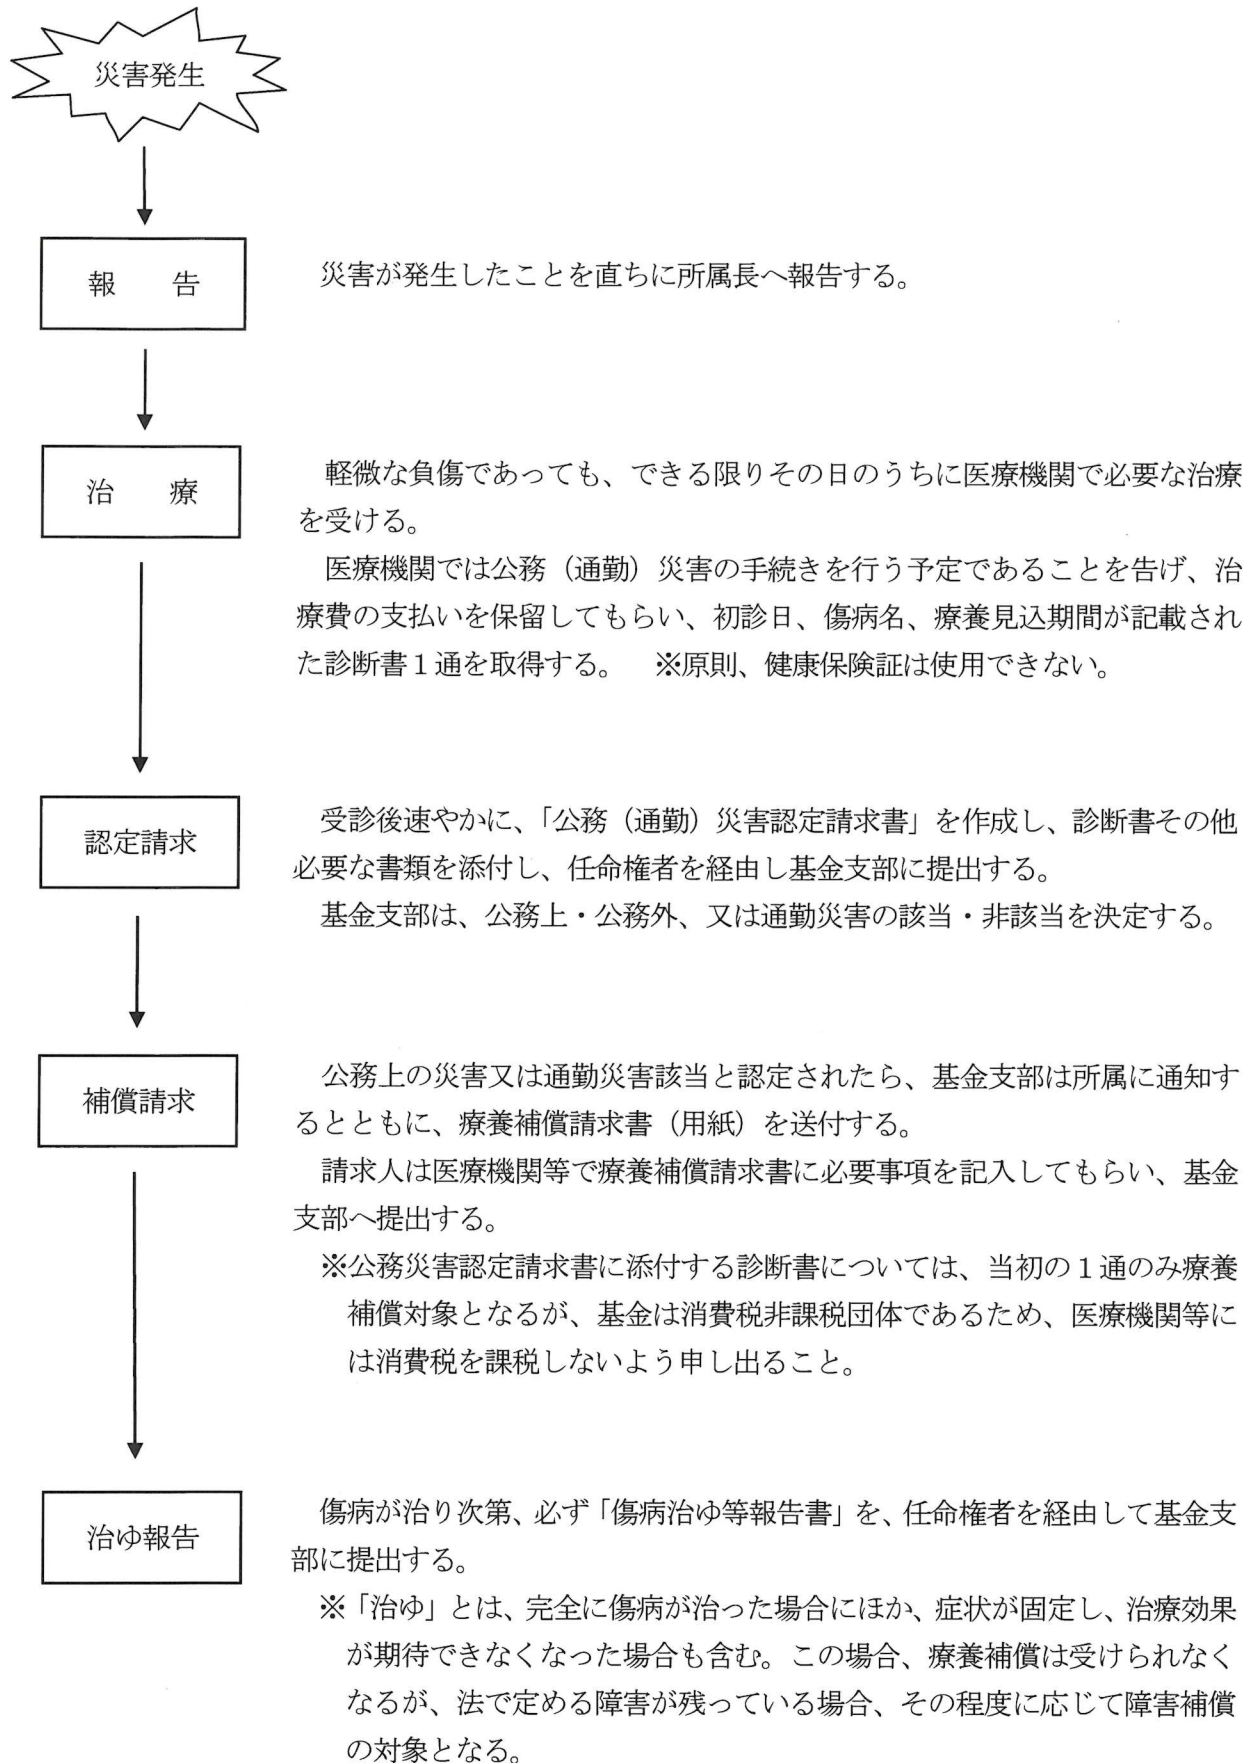 災害発生
報　告
災害が発生したことを直ちに所属長へ報告する。
治　療
軽微な負傷であっても、できる限りその日のうちに医療機関で必要な治療
を受ける。
医療機関では公務（通勤）災害の手続きを行う予定であることを告げ、治
療費の支払いを保留してもらい、初診日、傷病名、療養見込期間が記載され
た診断書１通を取得する。　※原則、健康保険証は使用できない。
認定請求
受診後速やかに、「公務（通勤）災害認定請求書」を作成し、診断書その他
必要な書類を添付し、任命権者を経由し基金支部に提出する。
基金支部は、公務上・公務外、又は通勤災害の該当・非該当を決定する。
補償請求
公務上の災害又は通勤災害該当と認定されたら、基金支部は所属に通知す
るとともに、療養補償請求書（用紙）を送付する。
請求人は医療機関等で療養補償請求書に必要事項を記入してもらい、基金
支部へ提出する。
※公務災害認定請求書に添付する診断書については、当初の１通のみ療養
補償対象となるが、基金は消費税非課税団体であるため、医療機関等に
は消費税を課税しないよう申し出ること。
治ゆ報告
傷病が治り次第、必ず「傷病治ゆ等報告書」を、任命権者を経由して基金支
部に提出する。
※「治ゆ」とは、完全に傷病が治った場合にほか、症状が固定し、治療効果
が期待できなくなった場合も含む。この場合、療養補償は受けられなく
なるが、法で定める障害が残っている場合、その程度に応じて障害補償
の対象となる。